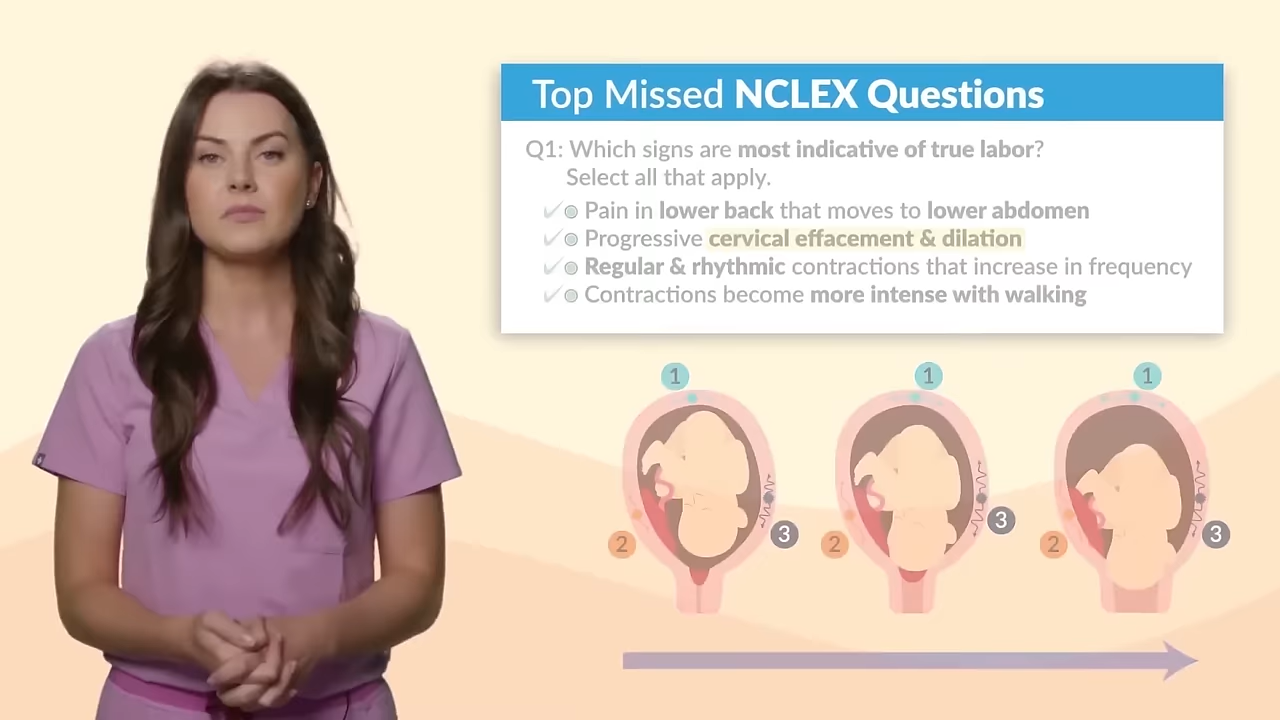 Top Missed NCLEX Questions
Q1: Which signs are most indicative of true labor?
Select all that apply.
Pain in lower back that moves to lower abdomen
Progressive cervical effacement & dilation
Regular & rhythmic contractions that increase in frequency
Contractions become more intense with walking
1
1
1
2
3
2
3
2
3